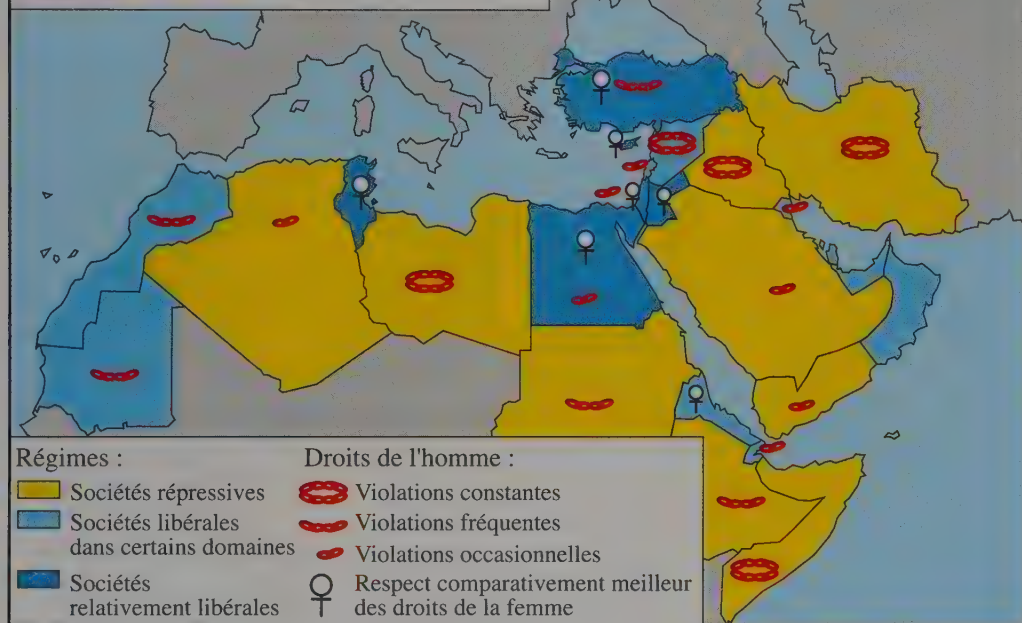 Régimes :
Sociétés répressives
Sociétés libérales
dans certains domaines
Sociétés
relativement libérales
Droits de l'homme :
Violations constantes
Violations fréquentes
Violations occasionnelles
Respect comparativement meilleur
des droits de la femme